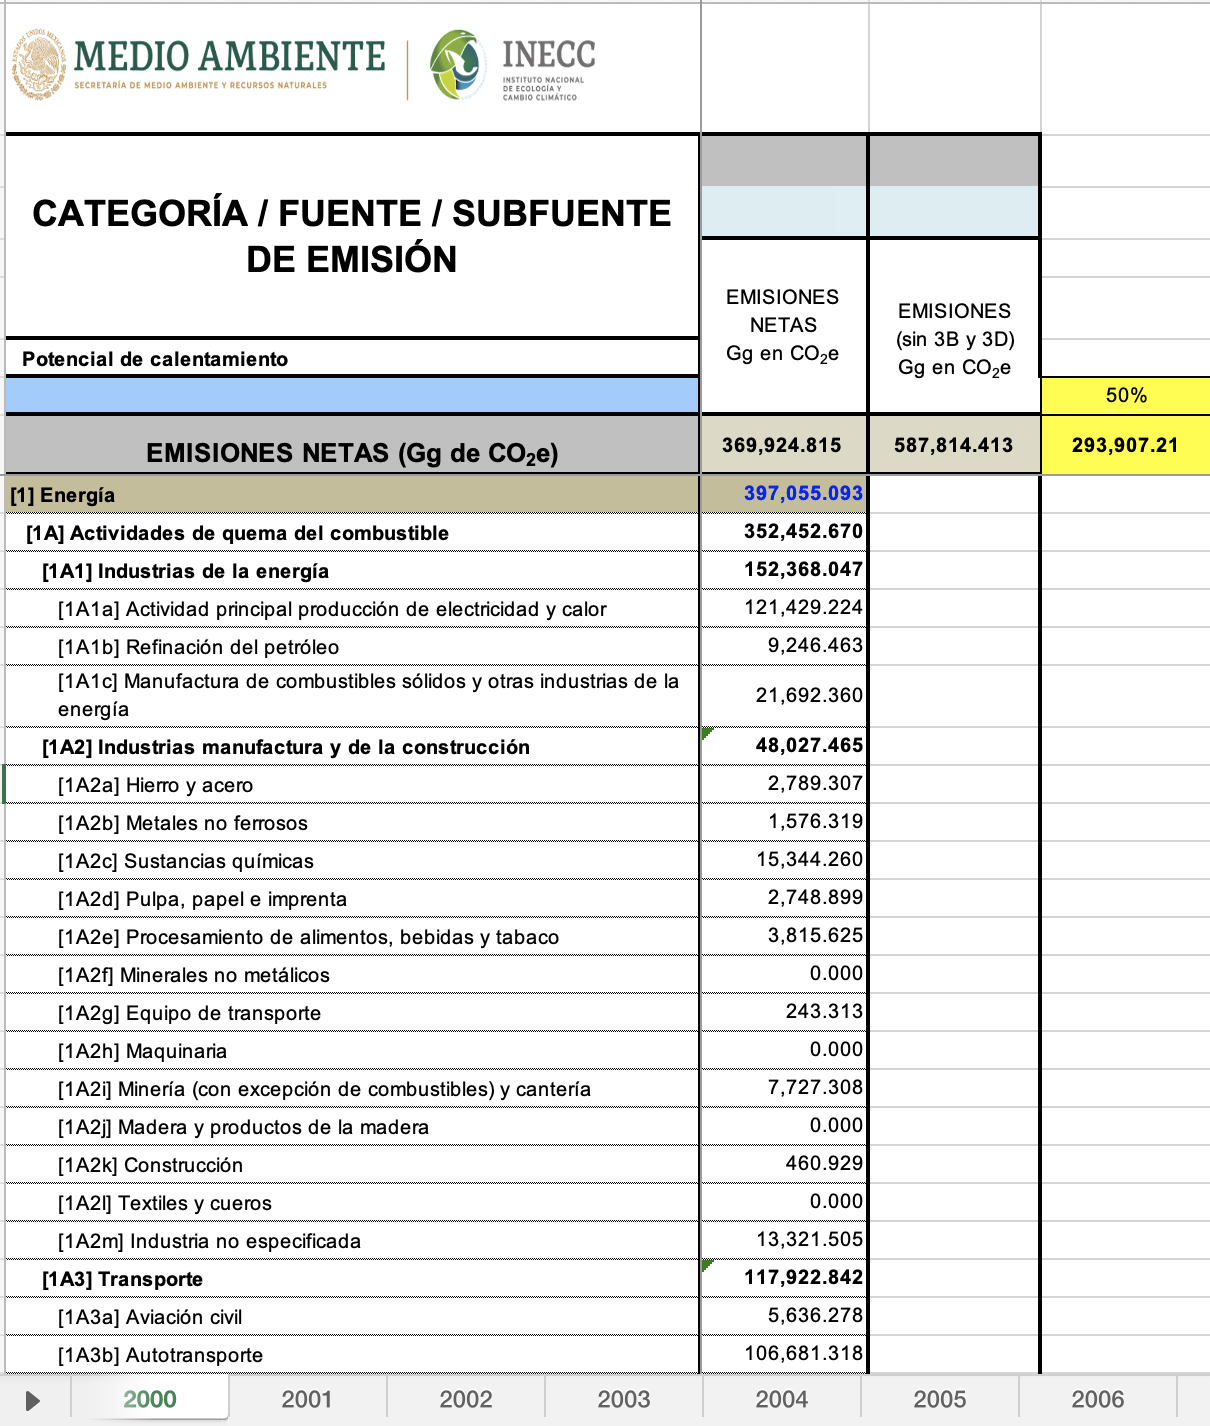 ESTADOS UNIDOS MEXICANOS
MEDIO AMBIENTE
SECRETARÍA DE MEDIO AMBIENTE Y RECURSOS NATURALES
INECC
INSTITUTO NACIONAL
DE ECOLOGÍA Y
CAMBIO CLIMÁTICO
CATEGORÍA / FUENTE / SUBFUENTE
DE EMISIÓN
EMISIONES
NETAS
Gg en CO₂e
EMISIONES
(sin 3B y 3D)
Gg en CO₂e
Potencial de calentamiento
50%
EMISIONES NETAS (Gg de CO₂e) 369,924.815 587,814.413 293,907.21
[1] Energía 397,055.093
[1A] Actividades de quema del combustible 352,452.670
[1A1] Industrias de la energía 152,368.047
[1A1a] Actividad principal producción de electricidad y calor 121,429.224
[1A1b] Refinación del petróleo 9,246.463
[1A1c] Manufactura de combustibles sólidos y otras industrias de la
energía 21,692.360
[1A2] Industrias manufactura y de la construcción 48,027.465
[1A2a] Hierro y acero 2,789.307
[1A2b] Metales no ferrosos 1,576.319
[1A2c] Sustancias químicas 15,344.260
[1A2d] Pulpa, papel e imprenta 2,748.899
[1A2e] Procesamiento de alimentos, bebidas y tabaco 3,815.625
[1A2f] Minerales no metálicos 0.000
[1A2g] Equipo de transporte 243.313
[1A2h] Maquinaria 0.000
[1A2i] Minería (con excepción de combustibles) y cantería 7,727.308
[1A2j] Madera y productos de la madera 0.000
[1A2k] Construcción 460.929
[1A2l] Textiles y cueros 0.000
[1A2m] Industria no especificada 13,321.505
[1A3] Transporte 117,922.842
[1A3a] Aviación civil 5,636.278
[1A3b] Autotransporte 106,681.318
2000 2001 2002 2003 2004 2005 2006